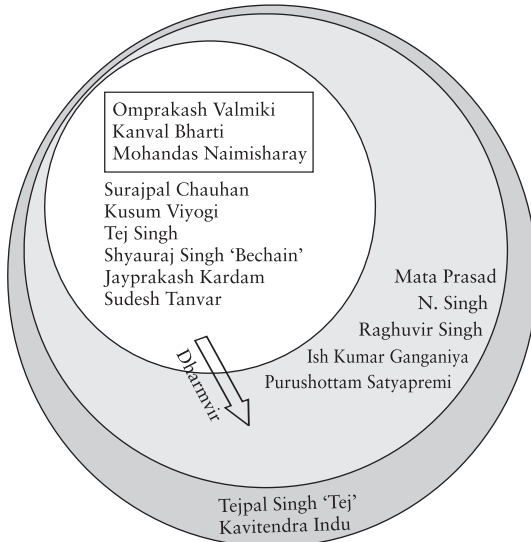 Omprakash Valmiki
Kanval Bharti
Mohandas Naimisharay
Surajpal Chauhan
Kusum Viyogi
Tej Singh
Shyauraj Singh ‘Bechain’
Jayprakash Kardam
Sudesh Tanvar
Dharmvir
Mata Prasad
N. Singh
Raghuvir Singh
Ish Kumar Ganganiya
Purushottam Satyapremi
Tejpal Singh ‘Tej’
Kavitendra Indu